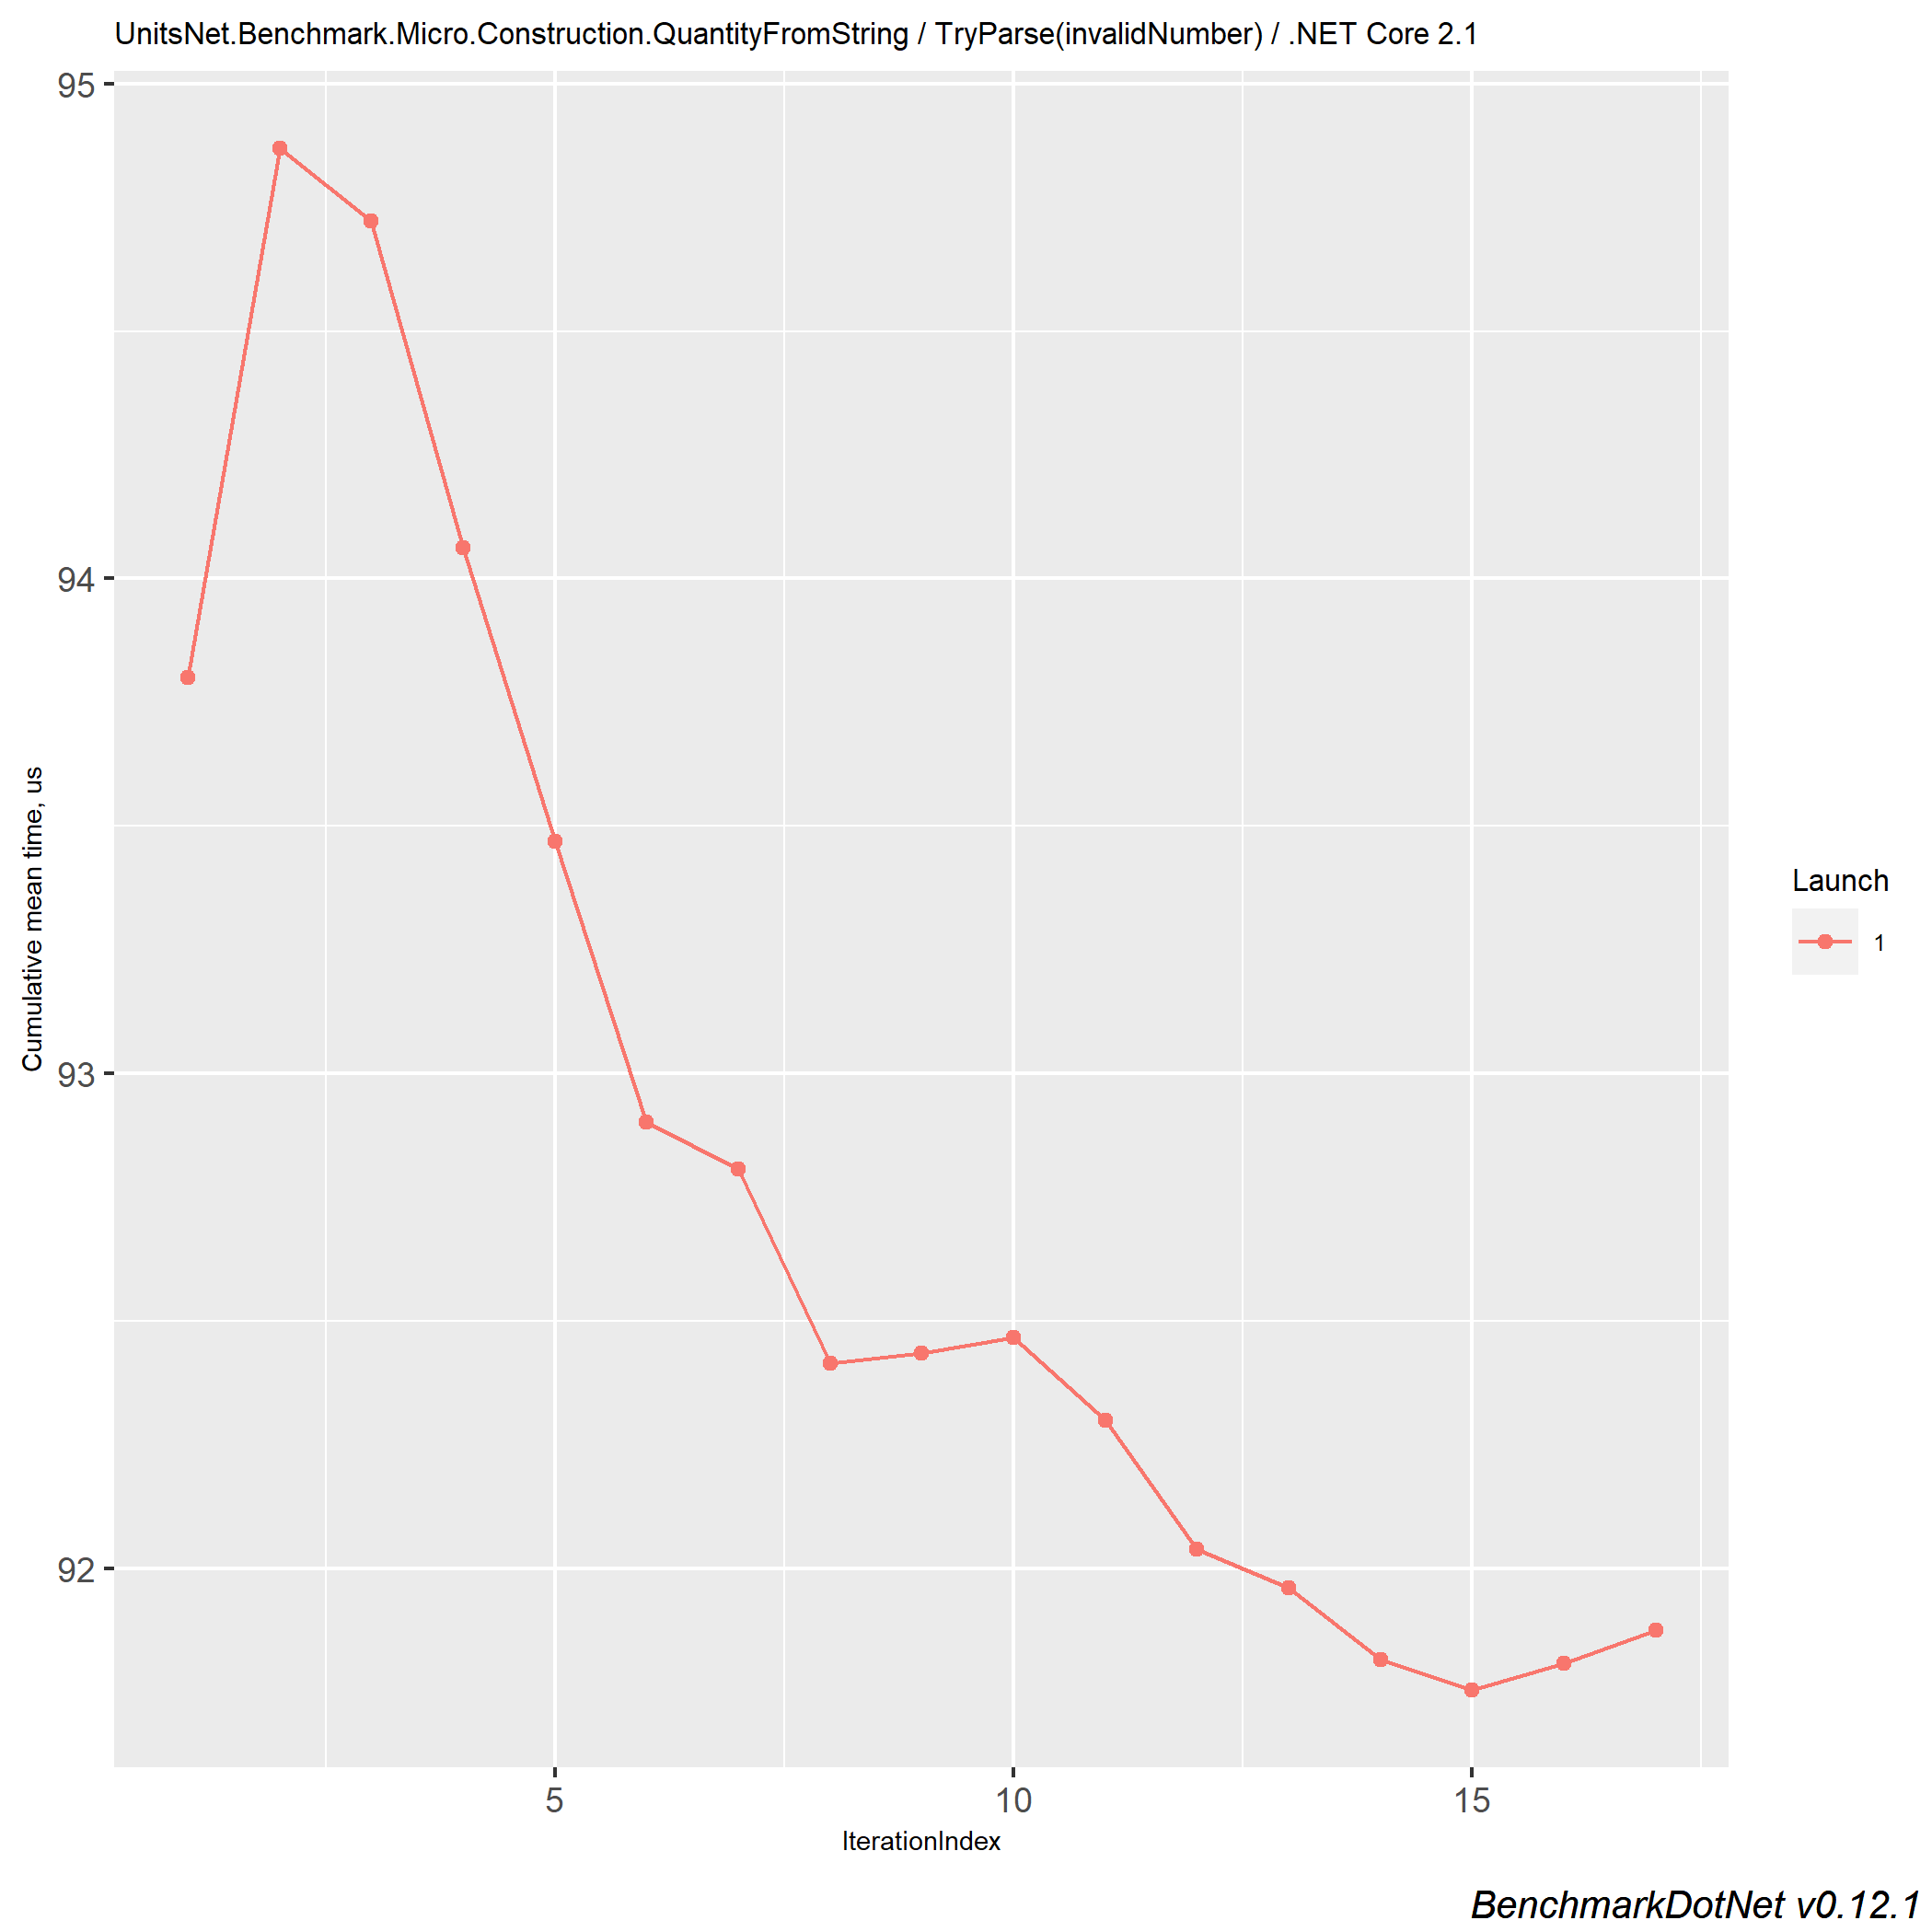 UnitsNet.Benchmark.Micro.Construction.QuantityFromString / TryParse(invalidNumber) / .NET Core 2.1
95
94
93
92
Cumulative mean time, us
5 10 15
IterationIndex
Launch
1
BenchmarkDotNet v0.12.1